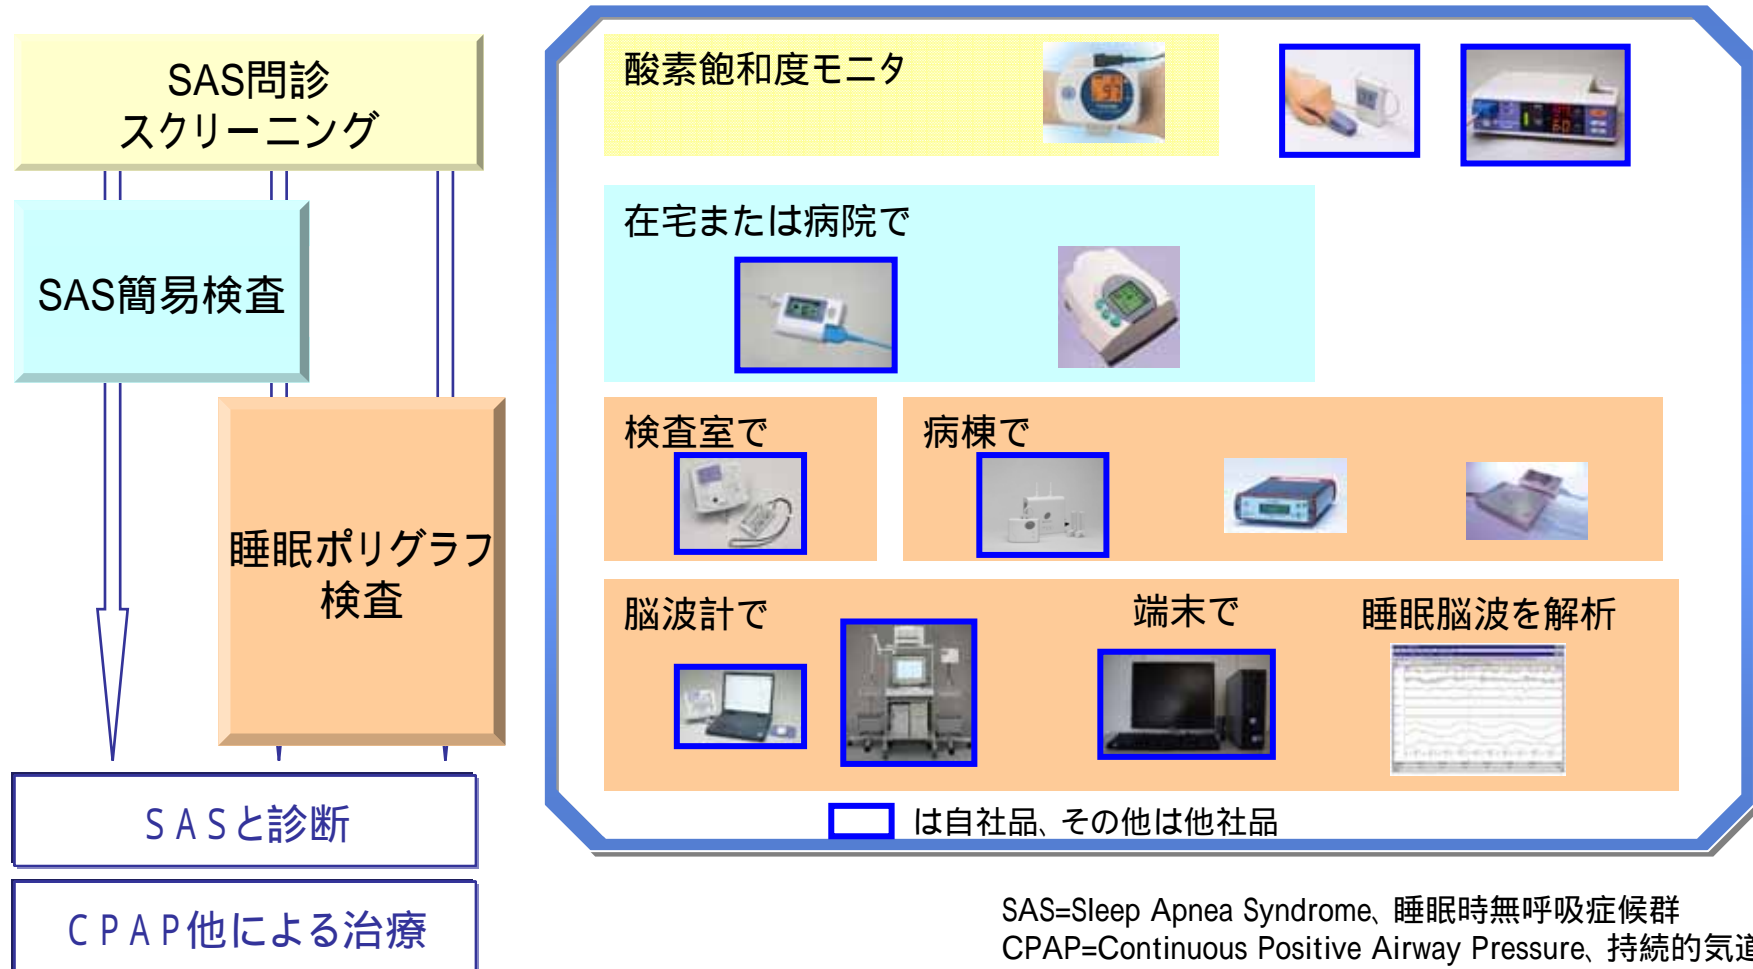 SAS問診
スクリーニング
SAS簡易検査
睡眠ポリグラフ
検査
SASと診断
CPAP他による治療
酸素飽和度モニタ
在宅または病院で
検査室で
病棟で
脳波計で
端末で
睡眠脳波を解析
は自社品、その他は他社品
SAS=Sleep Apnea Syndrome、睡眠時無呼吸症候群
CPAP=Continuous Positive Airway Pressure、持続的気道